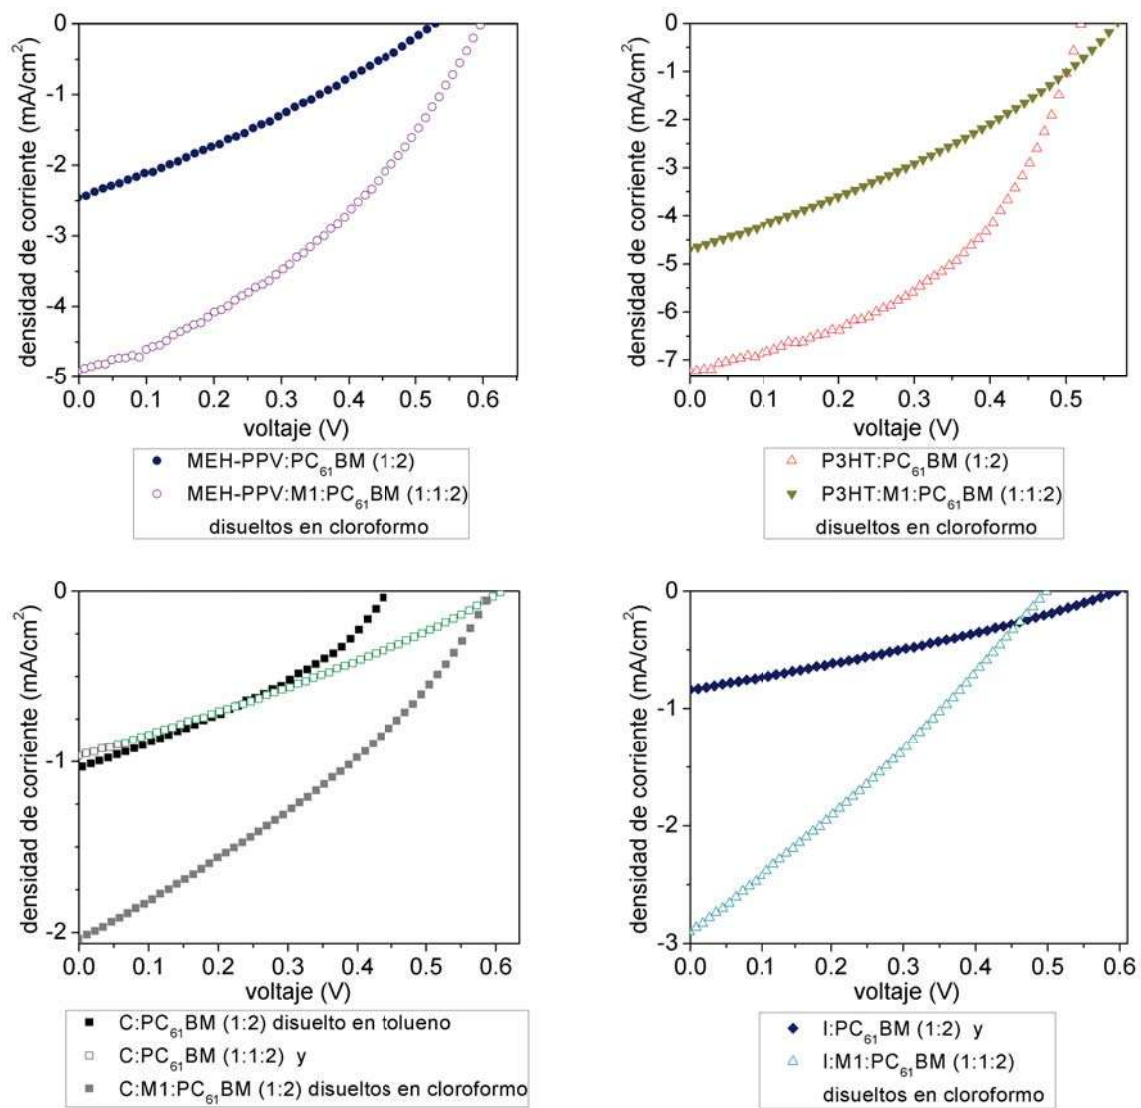 0
-1
-2
-3
-4
-5
densidad de corriente (mA/cm²)
0.0 0.1 0.2 0.3 0.4 0.5 0.6
voltaje (V)
MEH-PPV:PC₆₁BM (1:2)
MEH-PPV:M1:PC₆₁BM (1:1:2)
disueltos en cloroformo
0
-1
-2
-3
-4
-5
-6
-7
densidad de corriente (mA/cm²)
0.0 0.1 0.2 0.3 0.4 0.5
voltaje (V)
P3HT:PC₆₁BM (1:2)
P3HT:M1:PC₆₁BM (1:1:2)
disueltos en cloroformo
0
-1
-2
densidad de corriente (mA/cm²)
0.0 0.1 0.2 0.3 0.4 0.5 0.6
voltaje (V)
C:PC₆₁BM (1:2) disuelto en tolueno
C:PC₆₁BM (1:1:2) y
C:M1:PC₆₁BM (1:2) disueltos en cloroformo
0
-1
-2
-3
densidad de corriente (mA/cm²)
0.0 0.1 0.2 0.3 0.4 0.5 0.6
voltaje (V)
I:PC₆₁BM (1:2) y
I:M1:PC₆₁BM (1:1:2)
disueltos en cloroformo